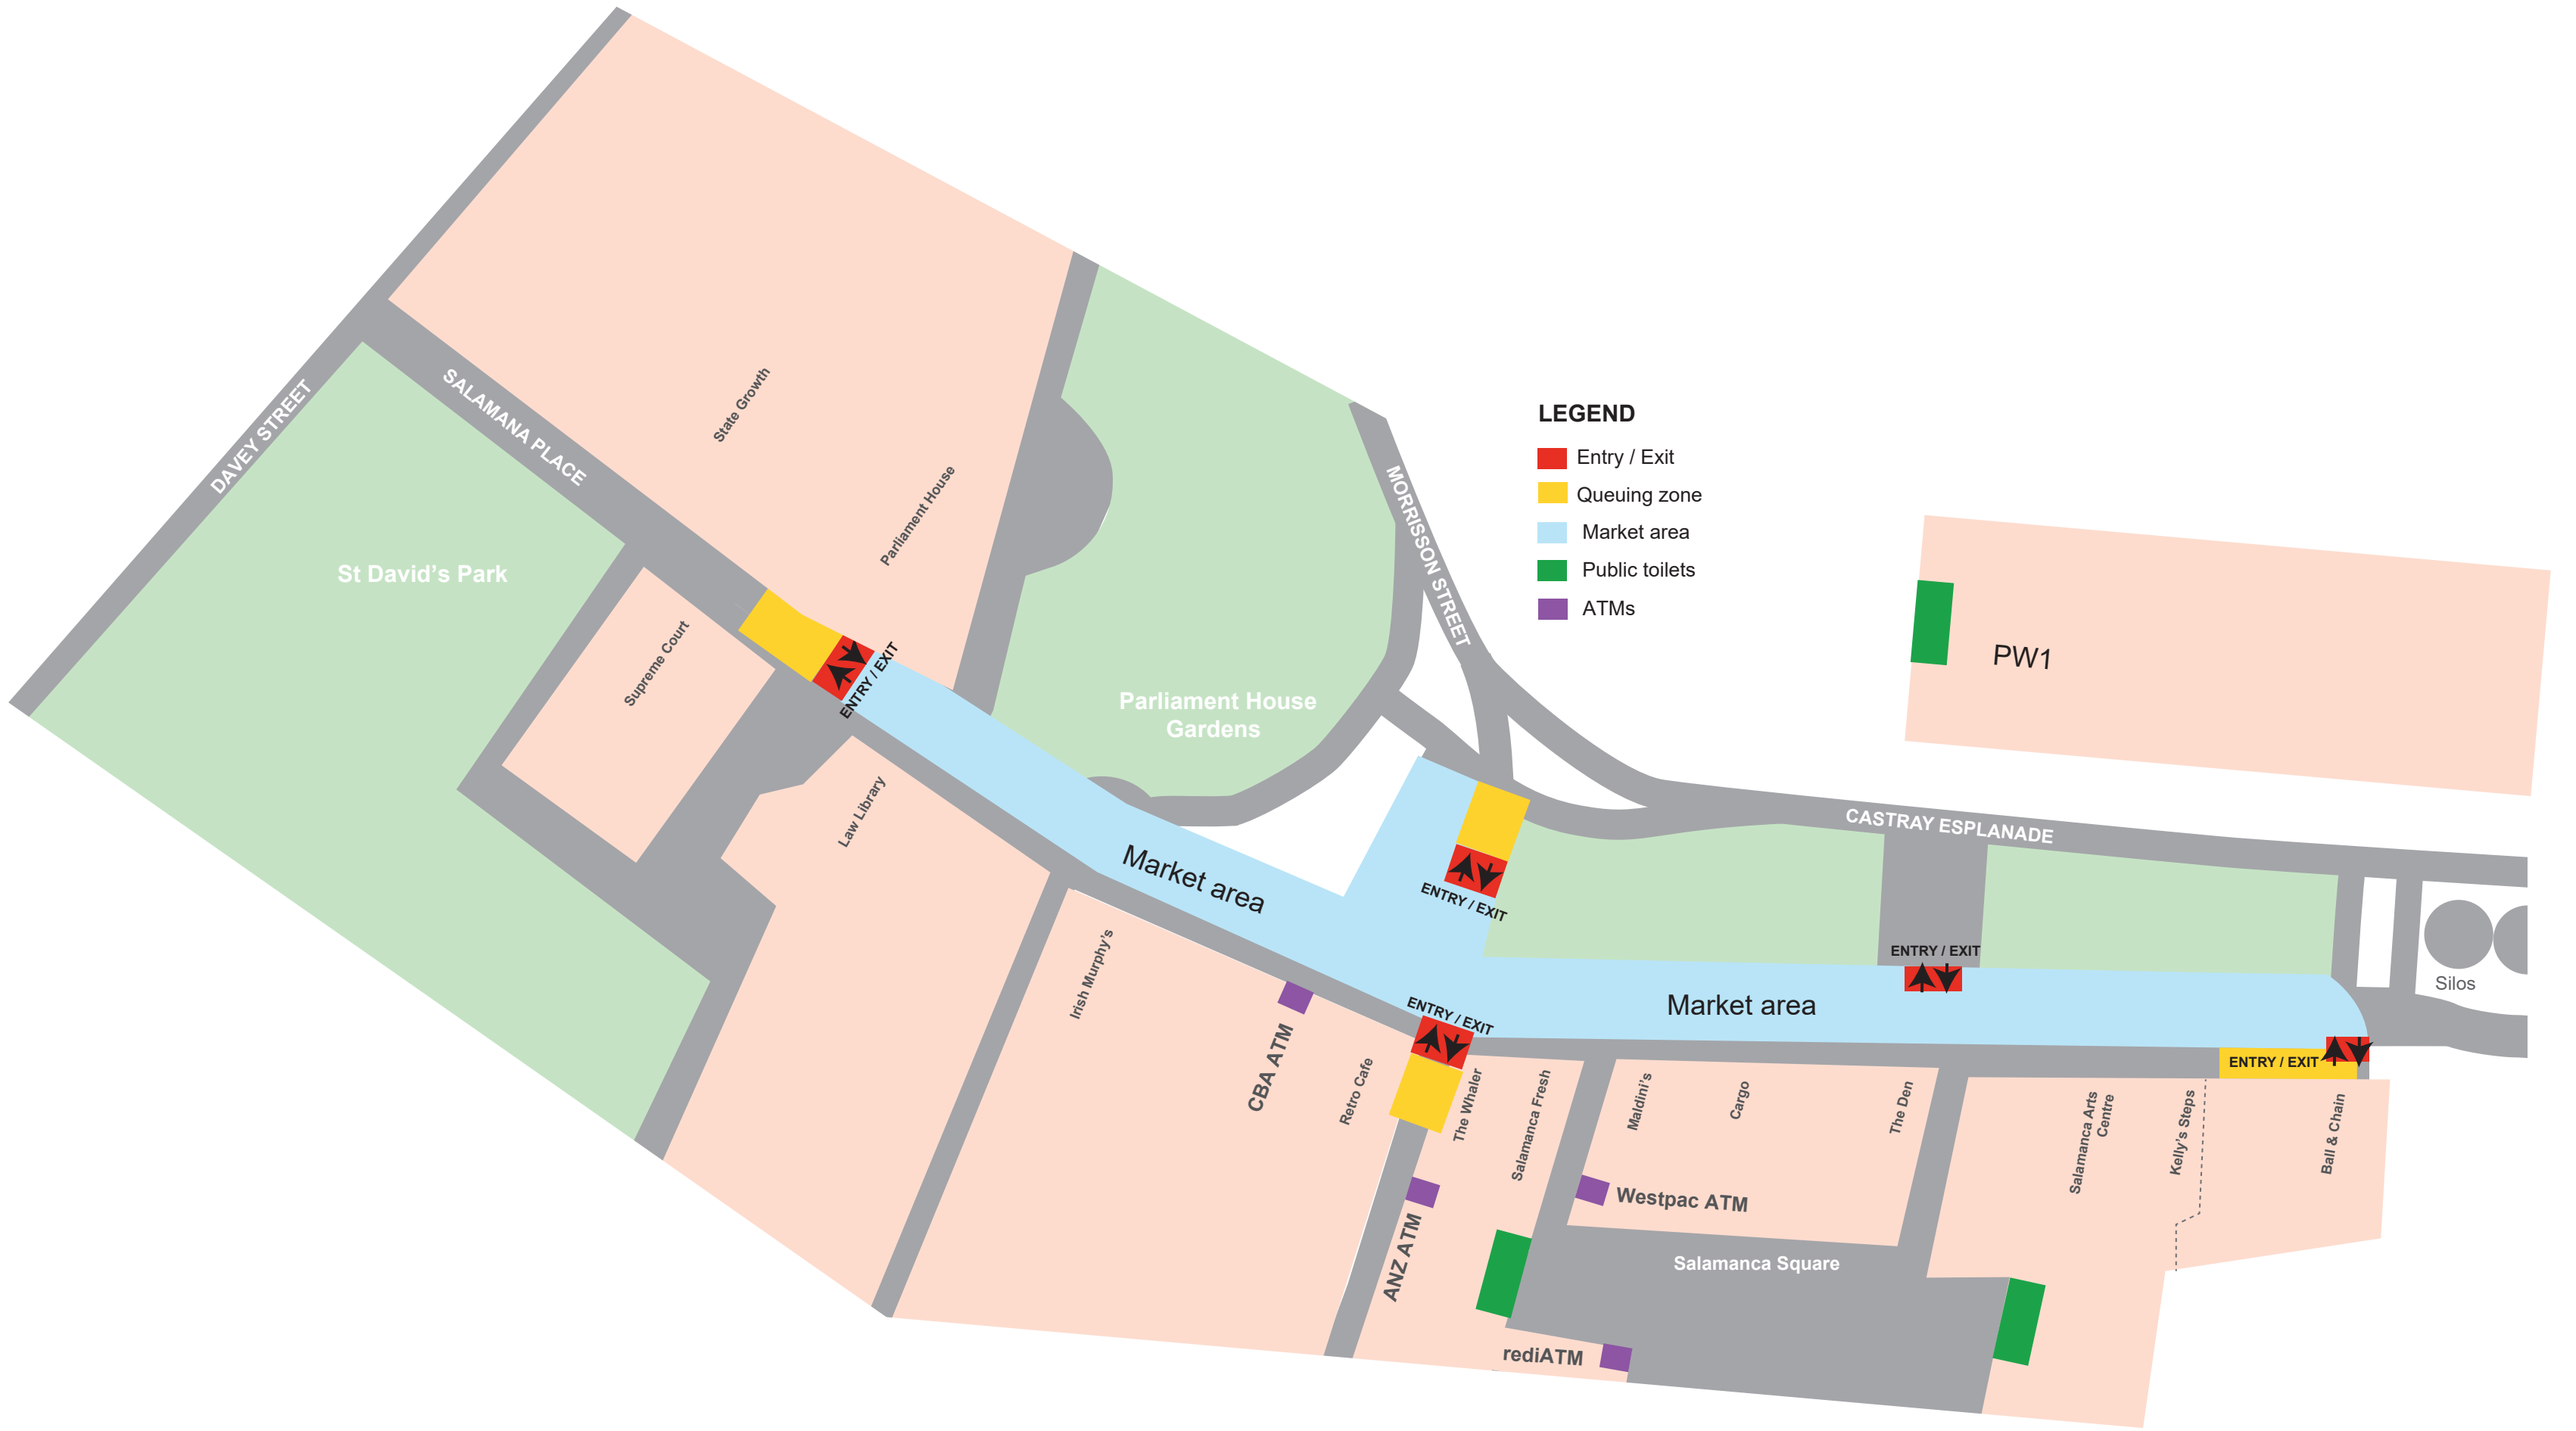 DAVEY STREET
SALAMANA PLACE
State Growth
Parliament House
St David's Park
Supreme Court
ENTRY / EXIT
Law Library
Parliament House
Gardens
MORRISSON STREET
LEGEND
Entry / Exit
Queuing zone
Market area
Public toilets
ATMs
PW1
CASTRAY ESPLANADE
Market area
ENTRY / EXIT
ENTRY / EXIT
Market area
ENTRY / EXIT
Silos
ENTRY / EXIT
Irish Murphy's
CBA ATM
Retro Cafe
The Whaler
Salamanca Fresh
Maldini's
Cargo
The Den
Salamanca Arts
Centre
Kelly's Steps
Ball & Chain
ANZ ATM
Westpac ATM
Salamanca Square
rediATM